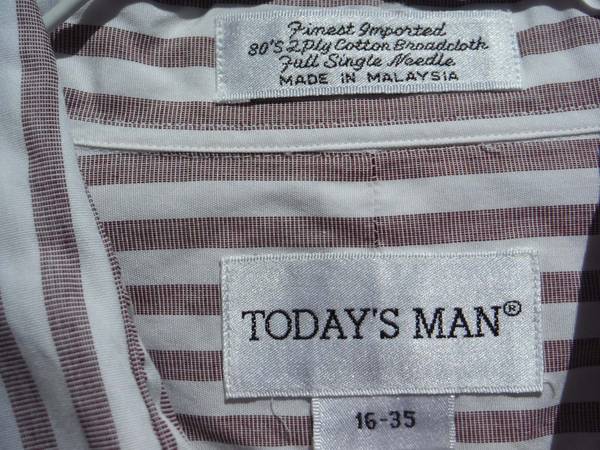 Finest Imported
80'S 2 Ply Cotton Broadcloth
Full Single Needle
MADE IN MALAYSIA
TODAY'S MAN®
16-35